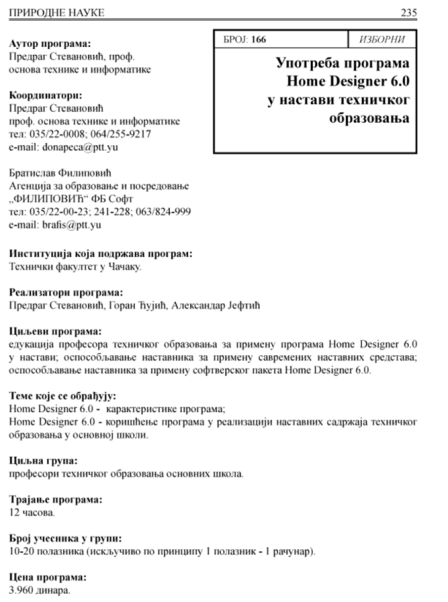 ПРИРОДНЕ НАУКЕ 235
БРОЈ: 166 ИЗБОРНИ
Употреба програма
Home Designer 6.0
у настави техничког
образовања
Аутор програма:
Предраг Стевановић, проф.
основа технике и информатике
Координатори:
Предраг Стевановић
проф. основа технике и информатике
тел: 035/22-0008; 064/255-9217
e-mail: donapeca@ptt.yu
Братислав Филиповић
Агенција за образовање и посредовање
„ФИЛИПОВИЋ“ ФБ Софт
тел: 035/22-00-23; 241-228; 063/824-999
e-mail: brafis@ptt.yu
Институција која подржава програм:
Технички факултет у Чачаку.
Реализатори програма:
Предраг Стевановић, Горан Ћујић, Александар Јефтић
Циљеви програма:
едукација професора техничког образовања за примену програма Home Designer 6.0
у настави; оспособљавање наставника за примену савремених наставних средстава;
оспособљавање наставника за примену софтверског пакета Home Designer 6.0.
Теме које се обрађују:
Home Designer 6.0 - карактеристике програма;
Home Designer 6.0 - коришћење програма у реализацији наставних садржаја техничког
образовања у основној школи.
Циљна група:
професори техничког образовања основних школа.
Трајање програма:
12 часова.
Број учесника у групи:
10-20 полазника (искључиво по принципу 1 полазник - 1 рачунар).
Цена програма:
3.960 динара.